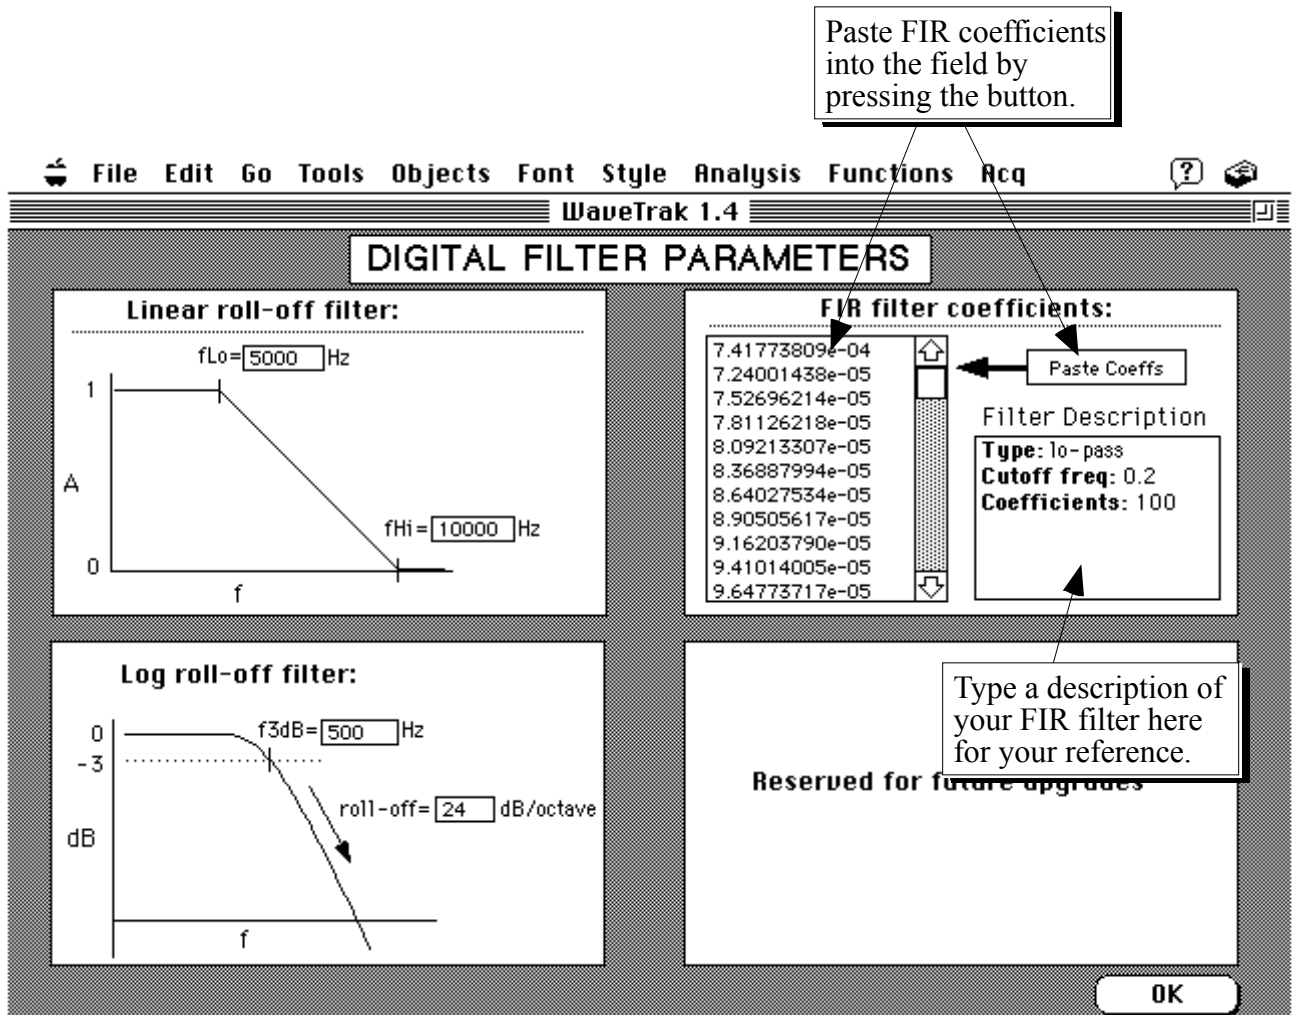 Paste FIR coefficients
into the field by
pressing the button.
File Edit Go Tools Objects Font Style Analysis Functions Acq
WaveTrak 1.4
DIGITAL FILTER PARAMETERS
Linear roll-off filter:
fLo= 5000 Hz
1
A
fHi= 10000 Hz
0
f
FIR filter coefficients:
7.41773809e-04
7.24001438e-05
7.52696214e-05
7.81126218e-05
8.09213307e-05
8.36887994e-05
8.64027534e-05
8.90505617e-05
9.16203790e-05
9.41014005e-05
9.64773717e-05
Paste Coeffs
Filter Description
Type: lo-pass
Cutoff freq: 0.2
Coefficients: 100
Log roll-off filter:
0
f3dB= 500 Hz
-3
roll-off= 24 dB/octave
dB
f
Type a description of
your FIR filter here
for your reference.
Reserved for future upgrades
OK